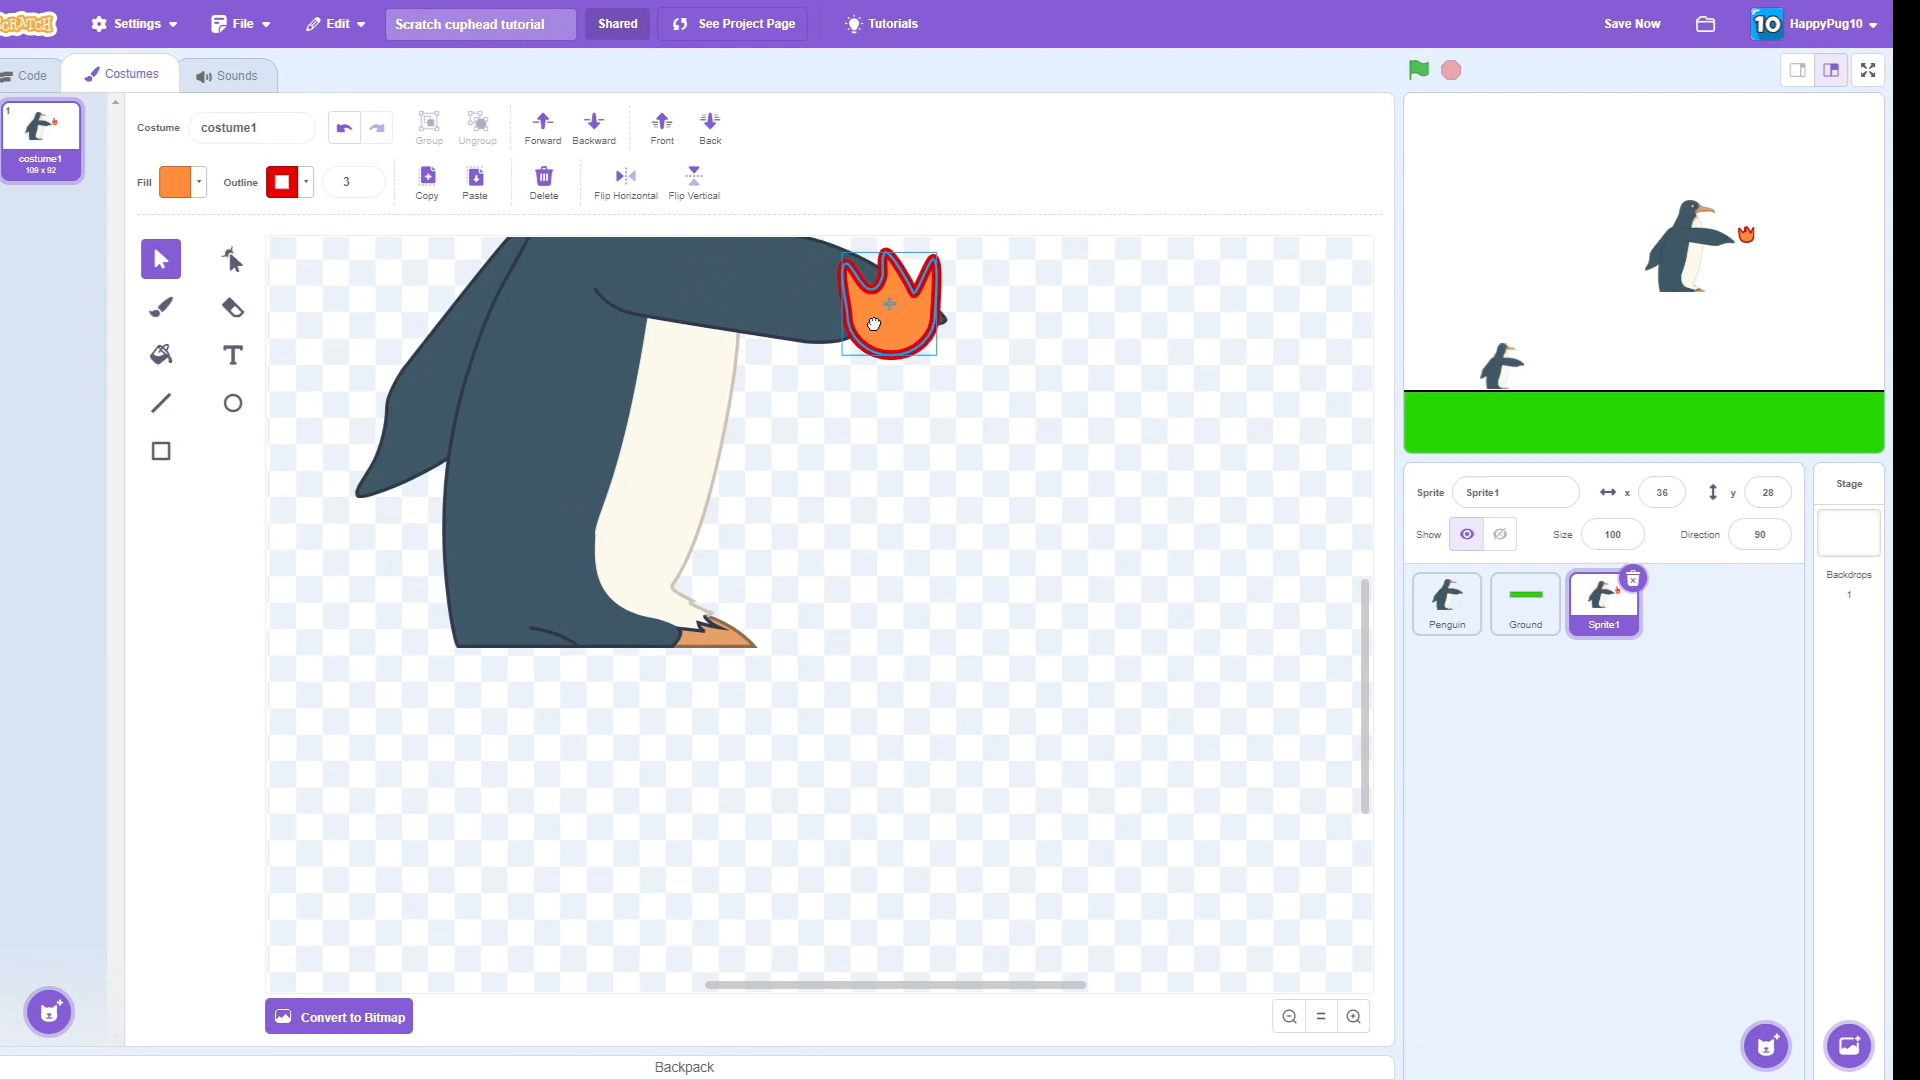 SCRATCH
Settings
File
Edit
Scratch cuphead tutorial
Shared
See Project Page
Tutorials
Save Now
10
HappyPug10
Code
Costumes
Sounds
1
costume1
109 x 92
Costume
costume1
Group
Ungroup
Forward
Backward
Front
Back
Fill
Outline
3
Copy
Paste
Delete
Flip Horizontal
Flip Vertical
T
Convert to Bitmap
Backpack
Sprite
Sprite1
x
36
y
28
Show
Size
100
Direction
90
Penguin
Ground
Sprite1
Stage
Backdrops
1